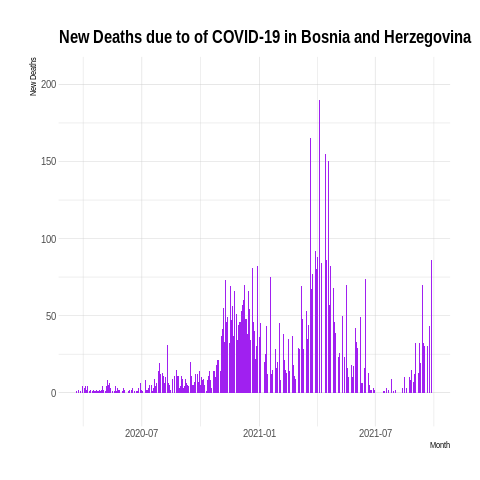 New Deaths due to of COVID-19 in Bosnia and Herzegovina
New Deaths
200
150
100
50
0
2020-07
2021-01
2021-07
Month